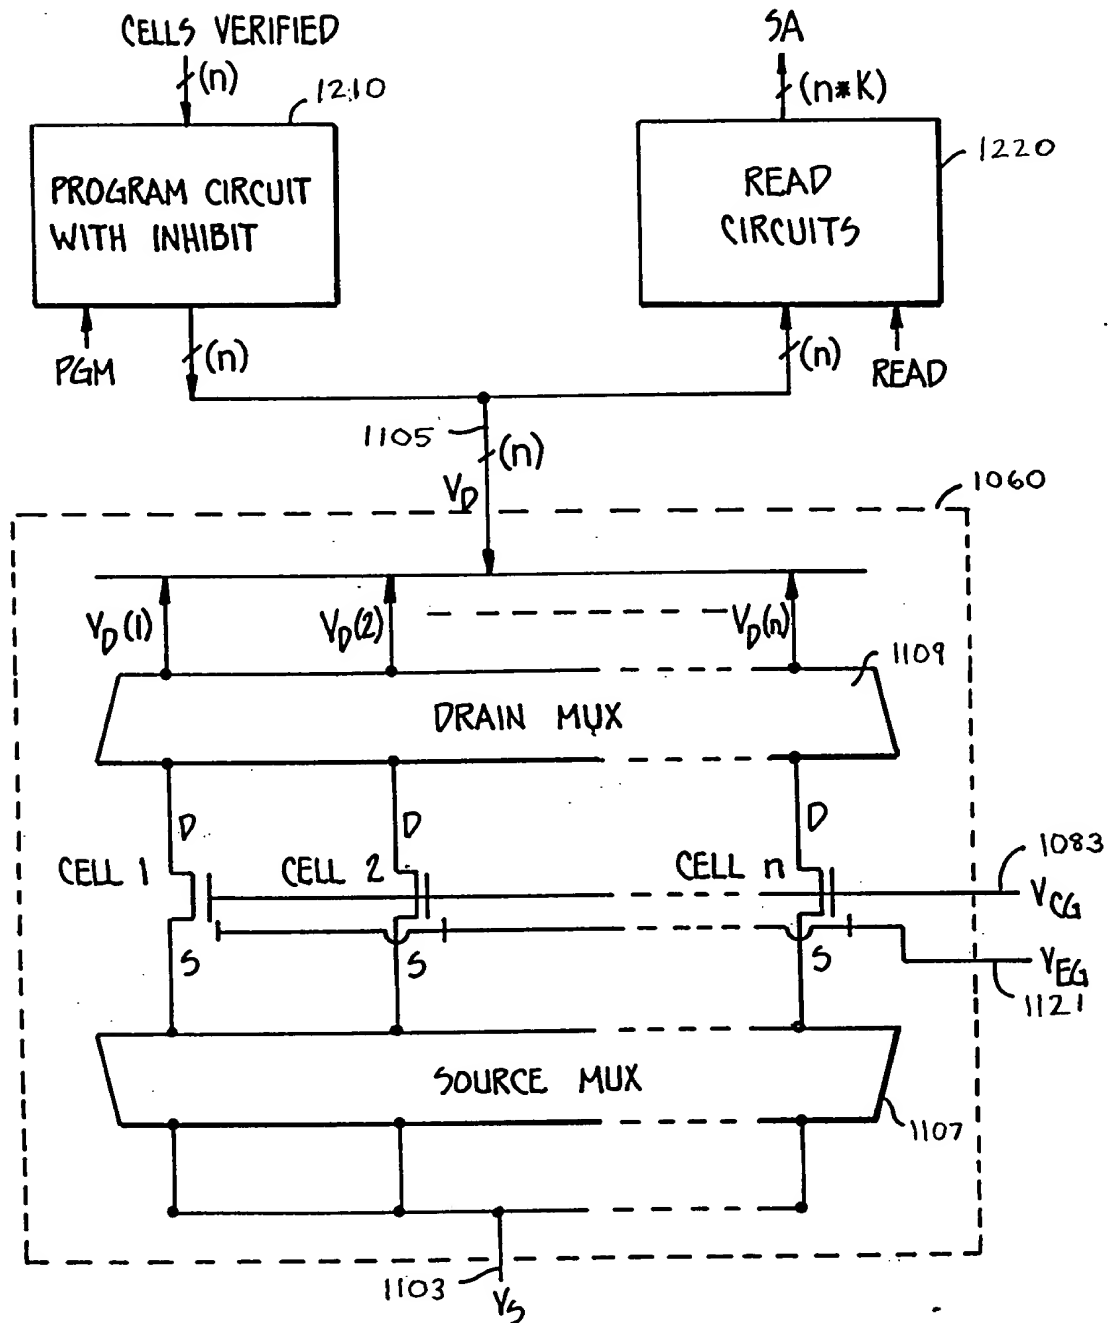 CELLS VERIFIED
(n)
1210
SA
(n*K)
1220
PROGRAM CIRCUIT
WITH INHIBIT
READ
CIRCUITS
PGM
(n)
(n)
READ
1105
(n)
VD
1060
VD(1)
VD(2)
VD(n)
1109
DRAIN MUX
D
D
D
CELL 1
CELL 2
CELL n
1083
VCG
S
S
S
VEG
1121
SOURCE MUX
1107
1103
VS